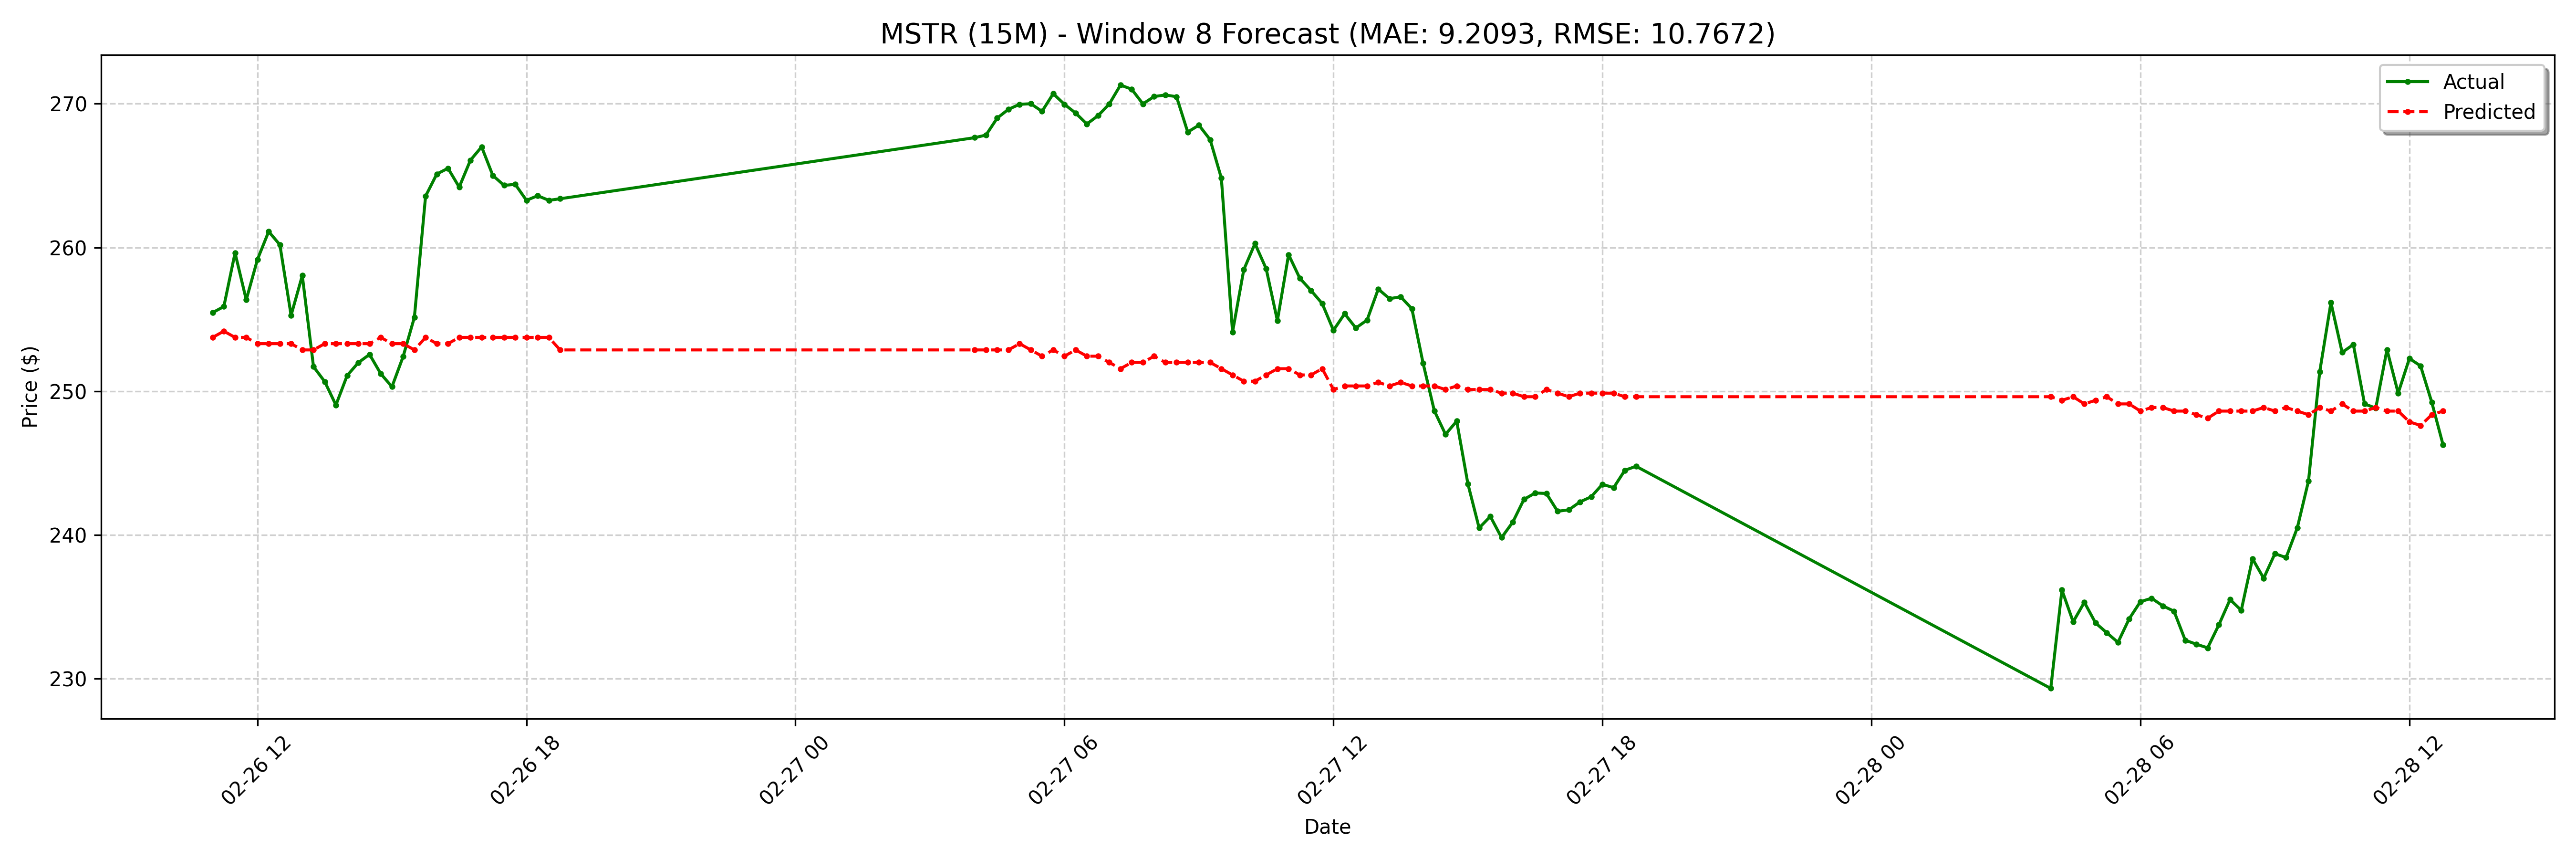 MSTR (15M) - Window 8 Forecast (MAE: 9.2093, RMSE: 10.7672)
Actual
Predicted
Price ($)
270
260
250
240
230
02-26 12
02-26 18
02-27 00
02-27 06
02-27 12
02-27 18
02-28 00
02-28 06
02-28 12
Date